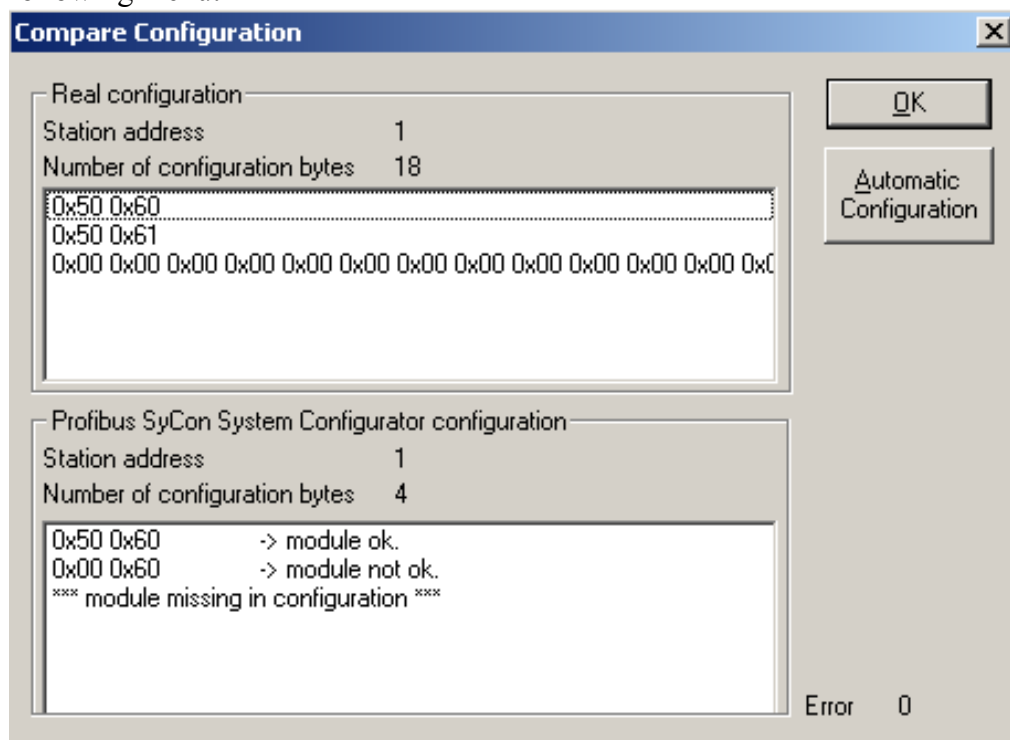 Compare Configuration
Real configuration
OK
Station address 1
Number of configuration bytes 18
Automatic
Configuration
0x50 0x60
0x50 0x61
0x00 0x00 0x00 0x00 0x00 0x00 0x00 0x00 0x00 0x00 0x00 0x00
Profibus SyCon System Configurator configuration
Station address 1
Number of configuration bytes 4
0x50 0x60 -> module ok.
0x00 0x60 -> module not ok.
*** module missing in configuration ***
Error 0